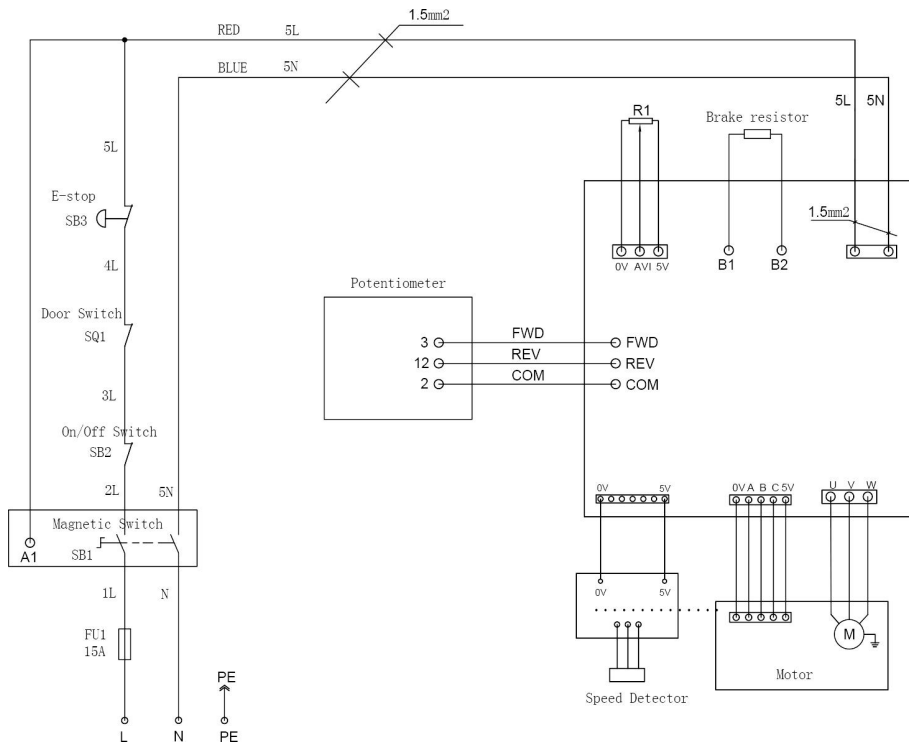 1.5mm2
RED 5L
BLUE 5N
5L 5N
R1
Brake resistor
5L
E-stop
SB3
1.5mm2
0V AVI 5V
B1 B2
4L
Potentiometer
Door Switch
SQ1
3 FWD FWD
12 REV REV
2 COM COM
3L
On/Off Switch
SB2
2L 5N
0V 5V
0V A B C 5V
U V W
Magnetic Switch
A1
SB1
1L N
0V 5V
FU1
15A
M
PE
Motor
Speed Detector
L N PE